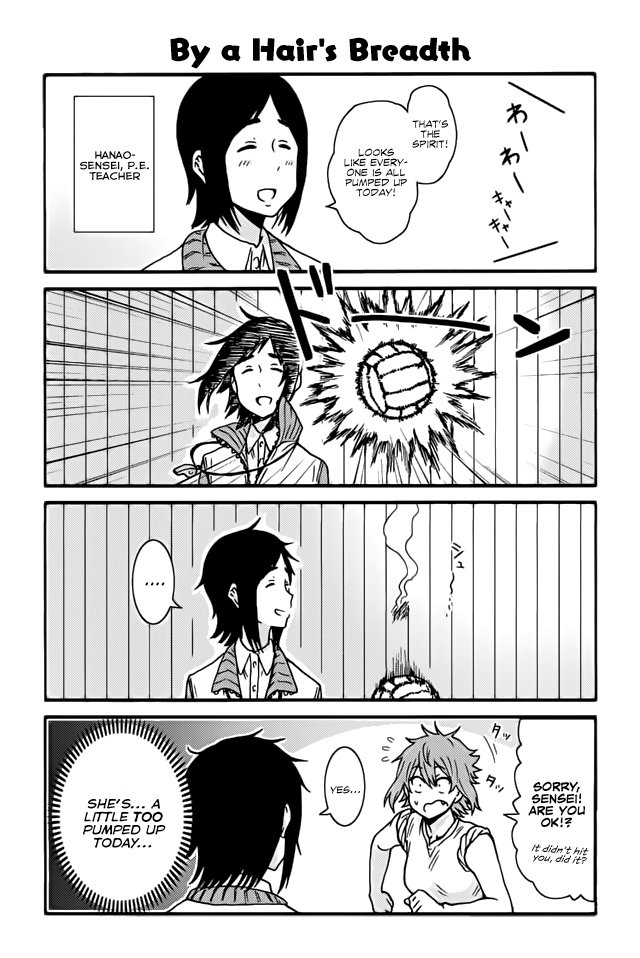 By a Hair's Breadth
わーわー
キャーキャー
THAT'S
THE
SPIRIT!
LOOKS
LIKE EVERY-
ONE IS ALL
PUMPED UP
TODAY!
HANAO-
SENSEI, P.E.
TEACHER
ドーン
シュ
.....
SORRY,
SENSEI!
ARE YOU
OK!?
It didn't hit
you, did it?
タッ
タッ
YES...
SHE'S... A
LITTLE TOO
PUMPED UP
TODAY...